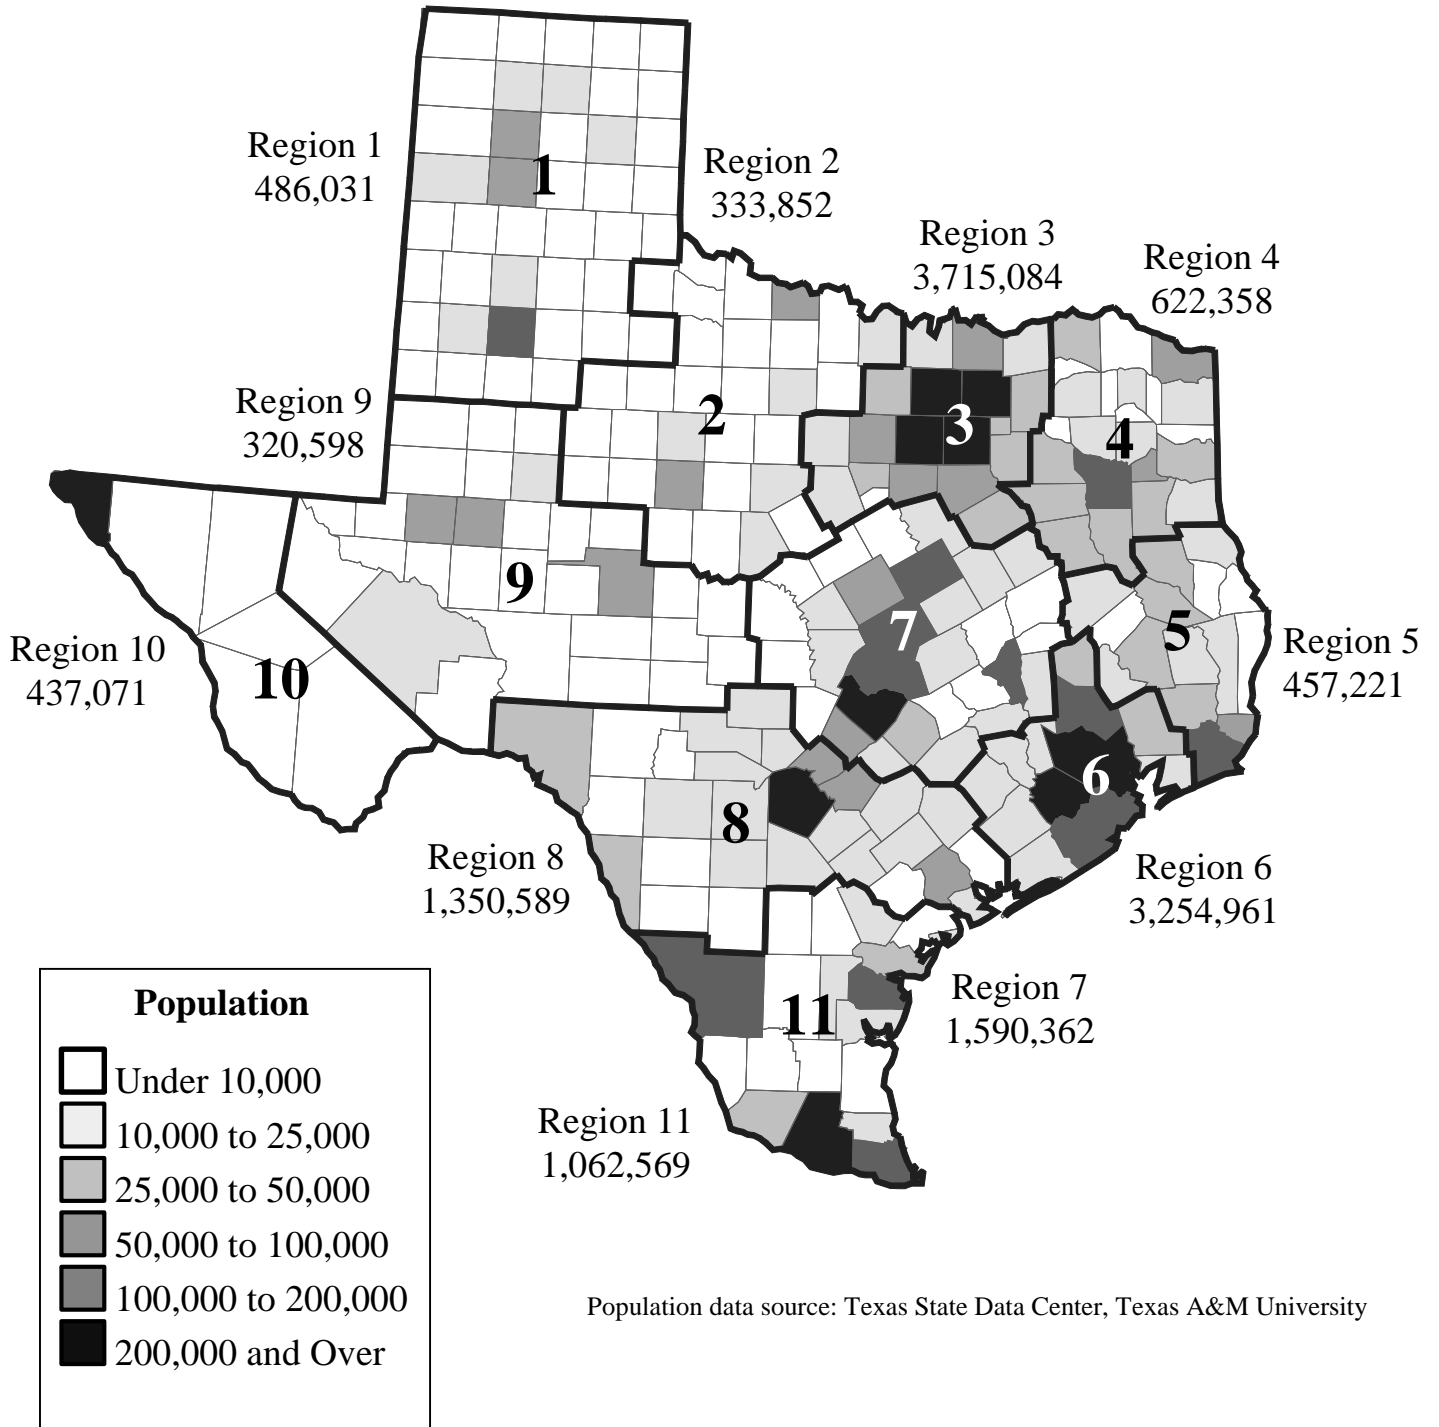 Region 1
486,031
Region 2
333,852
Region 3
3,715,084
Region 4
622,358
Region 9
320,598
Region 10
437,071
Region 5
457,221
Region 8
1,350,589
Region 6
3,254,961
Region 7
1,590,362
Region 11
1,062,569
1
2
3
4
9
7
5
10
6
8
11
Population
Under 10,000
10,000 to 25,000
25,000 to 50,000
50,000 to 100,000
100,000 to 200,000
200,000 and Over
Population data source: Texas State Data Center, Texas A&M University